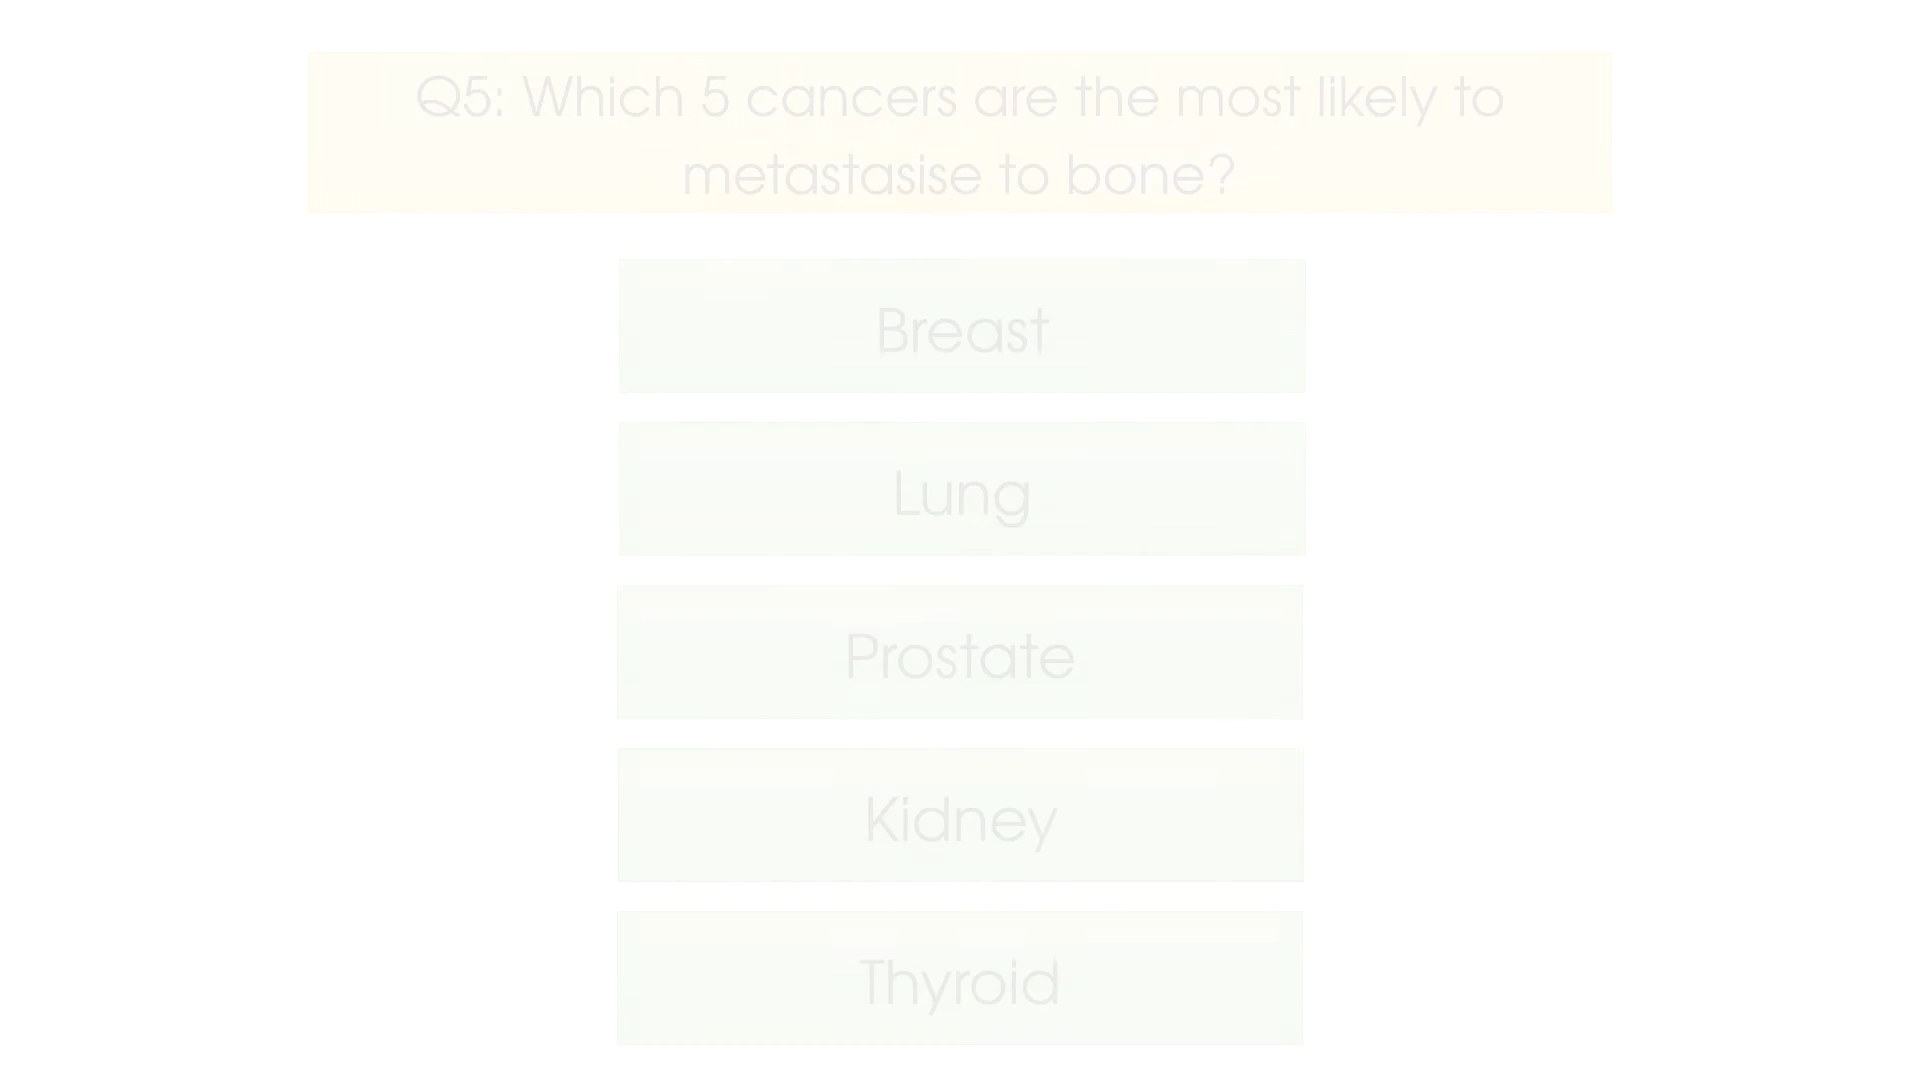 Q5: Which 5 cancers are the most likely to
metastasise to bone?
Breast
Lung
Prostate
Kidney
Thyroid